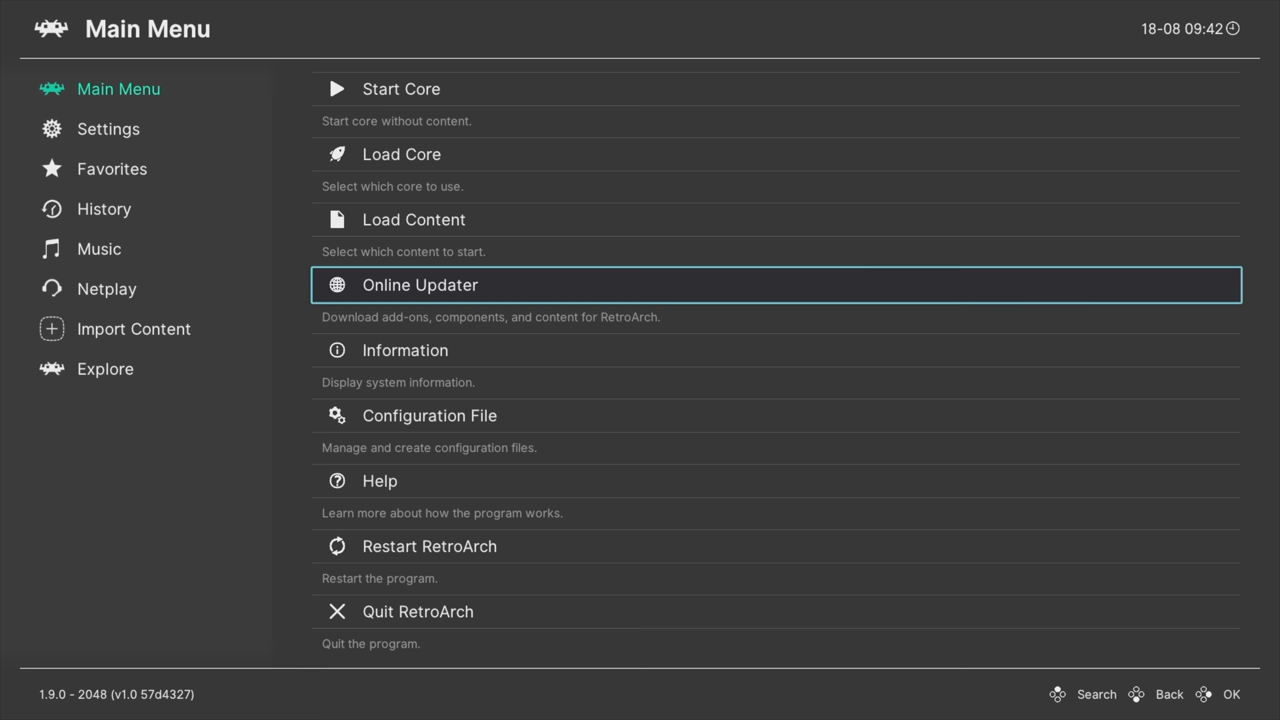 Main Menu
18-08 09:42
Main Menu
Settings
Favorites
History
Music
Netplay
Import Content
Explore
Start Core
Start core without content.
Load Core
Select which core to use.
Load Content
Select which content to start.
Online Updater
Download add-ons, components, and content for RetroArch.
Information
Display system information.
Configuration File
Manage and create configuration files.
Help
Learn more about how the program works.
Restart RetroArch
Restart the program.
Quit RetroArch
Quit the program.
1.9.0 - 2048 (v1.0 57d4327)
Search Back OK